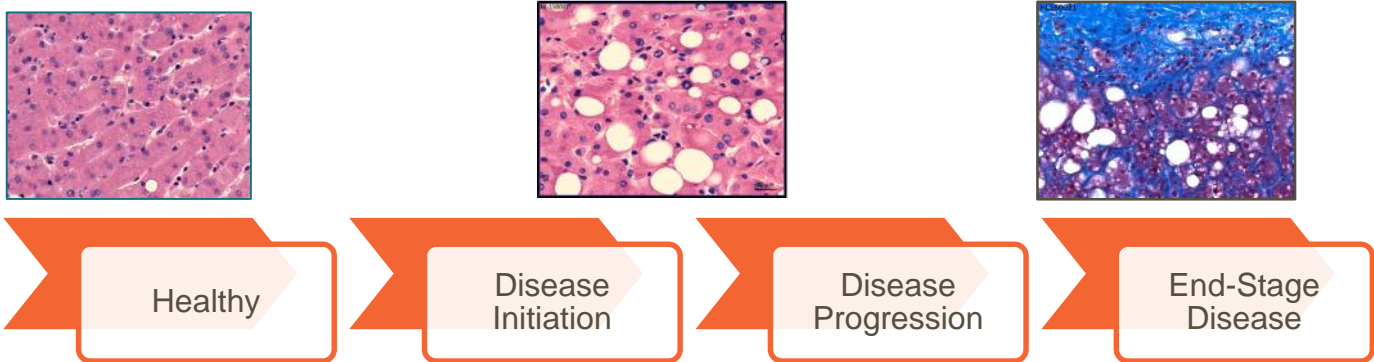 Healthy
Disease
Initiation
Disease
Progression
End-Stage
Disease